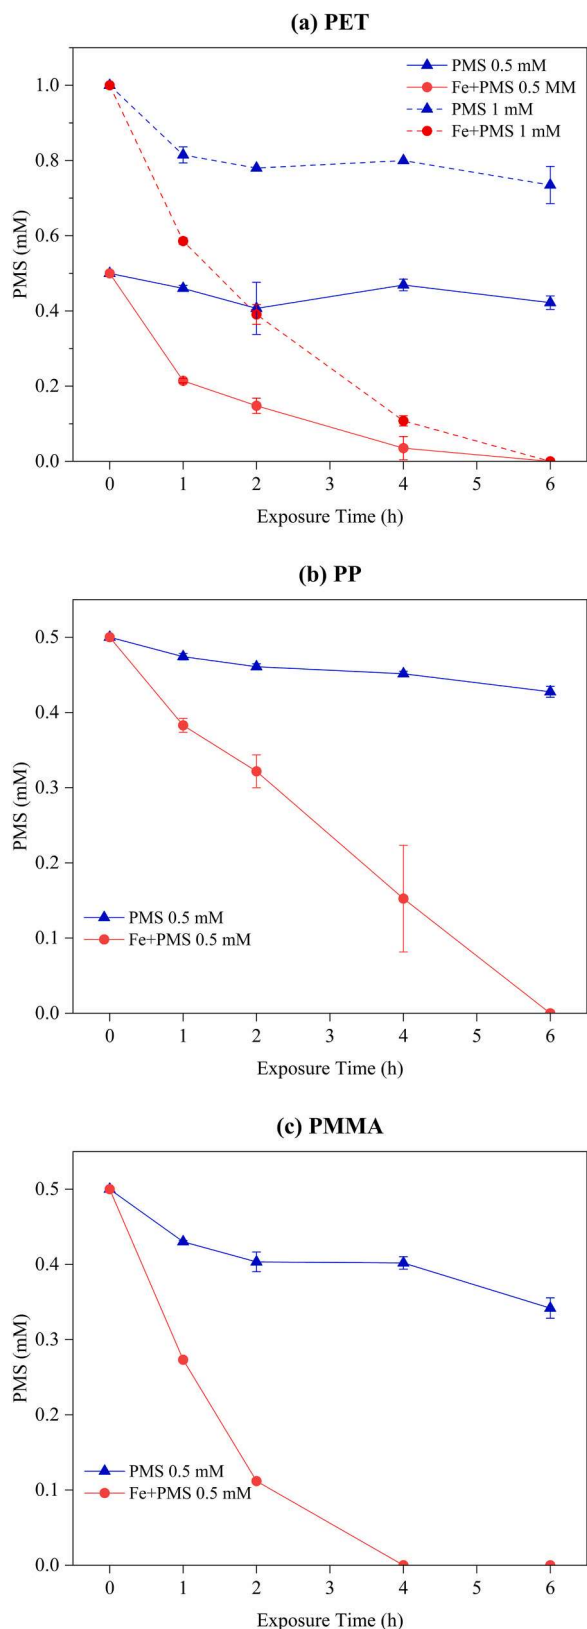 (a) PET
PMS 0.5 mM
Fe+PMS 0.5 MM
PMS 1 mM
Fe+PMS 1 mM
1.0
0.8
0.6
0.4
0.2
0.0
PMS (mM)
0 1 2 3 4 5 6
Exposure Time (h)
(b) PP
0.5
0.4
0.3
0.2
0.1
0.0
PMS (mM)
PMS 0.5 mM
Fe+PMS 0.5 mM
0 1 2 3 4 5 6
Exposure Time (h)
(c) PMMA
0.5
0.4
0.3
0.2
0.1
0.0
PMS (mM)
PMS 0.5 mM
Fe+PMS 0.5 mM
0 1 2 3 4 5 6
Exposure Time (h)